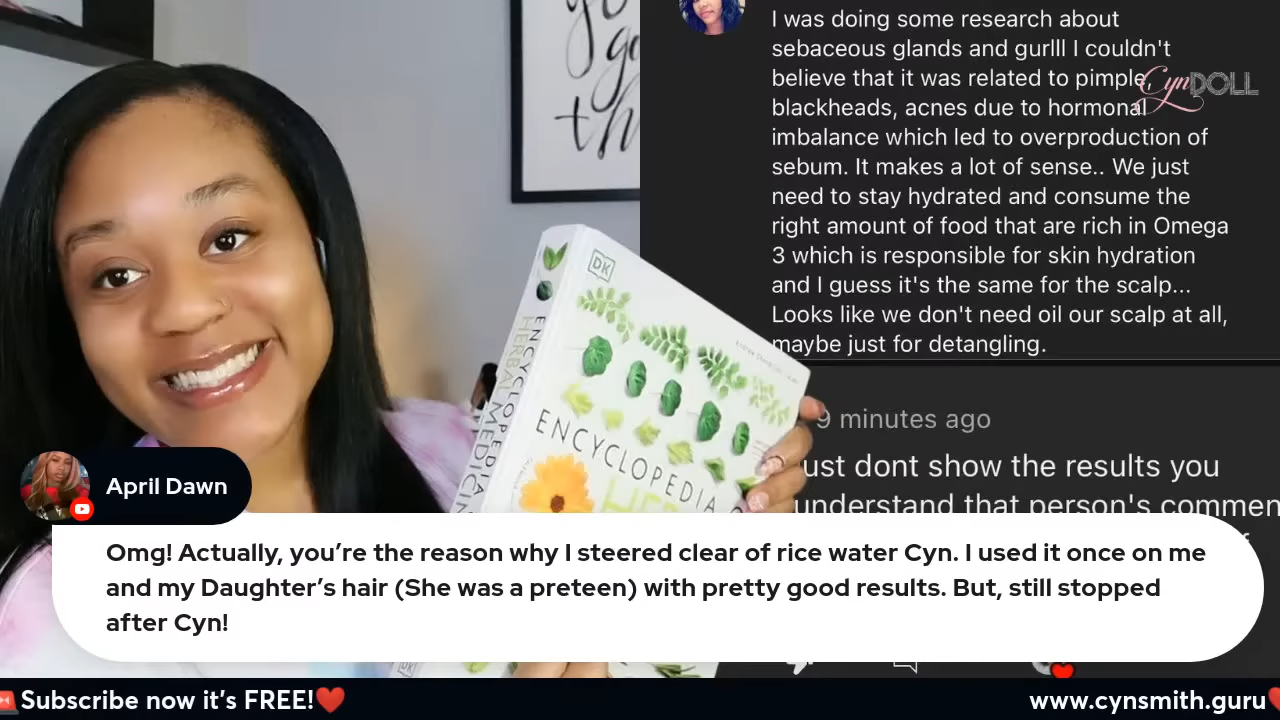 I was doing some research about
sebaceous glands and gurlll I couldn't
believe that it was related to pimple,
blackheads, acnes due to hormonal
imbalance which led to overproduction of
sebum. It makes a lot of sense.. We just
need to stay hydrated and consume the
right amount of food that are rich in Omega
3 which is responsible for skin hydration
and I guess it's the same for the scalp...
Looks like we don't need oil our scalp at all,
maybe just for detangling.
CynDOLL
9 minutes ago
ust dont show the results you
understand that person's commen
DK
ENCYCLOPEDIA
ENCYCLOPEDIA
HERBAL MEDICIN
April Dawn
Omg! Actually, you’re the reason why I steered clear of rice water Cyn. I used it once on me
and my Daughter’s hair (She was a preteen) with pretty good results. But, still stopped
after Cyn!
Subscribe now it’s FREE!
www.cynsmith.guru